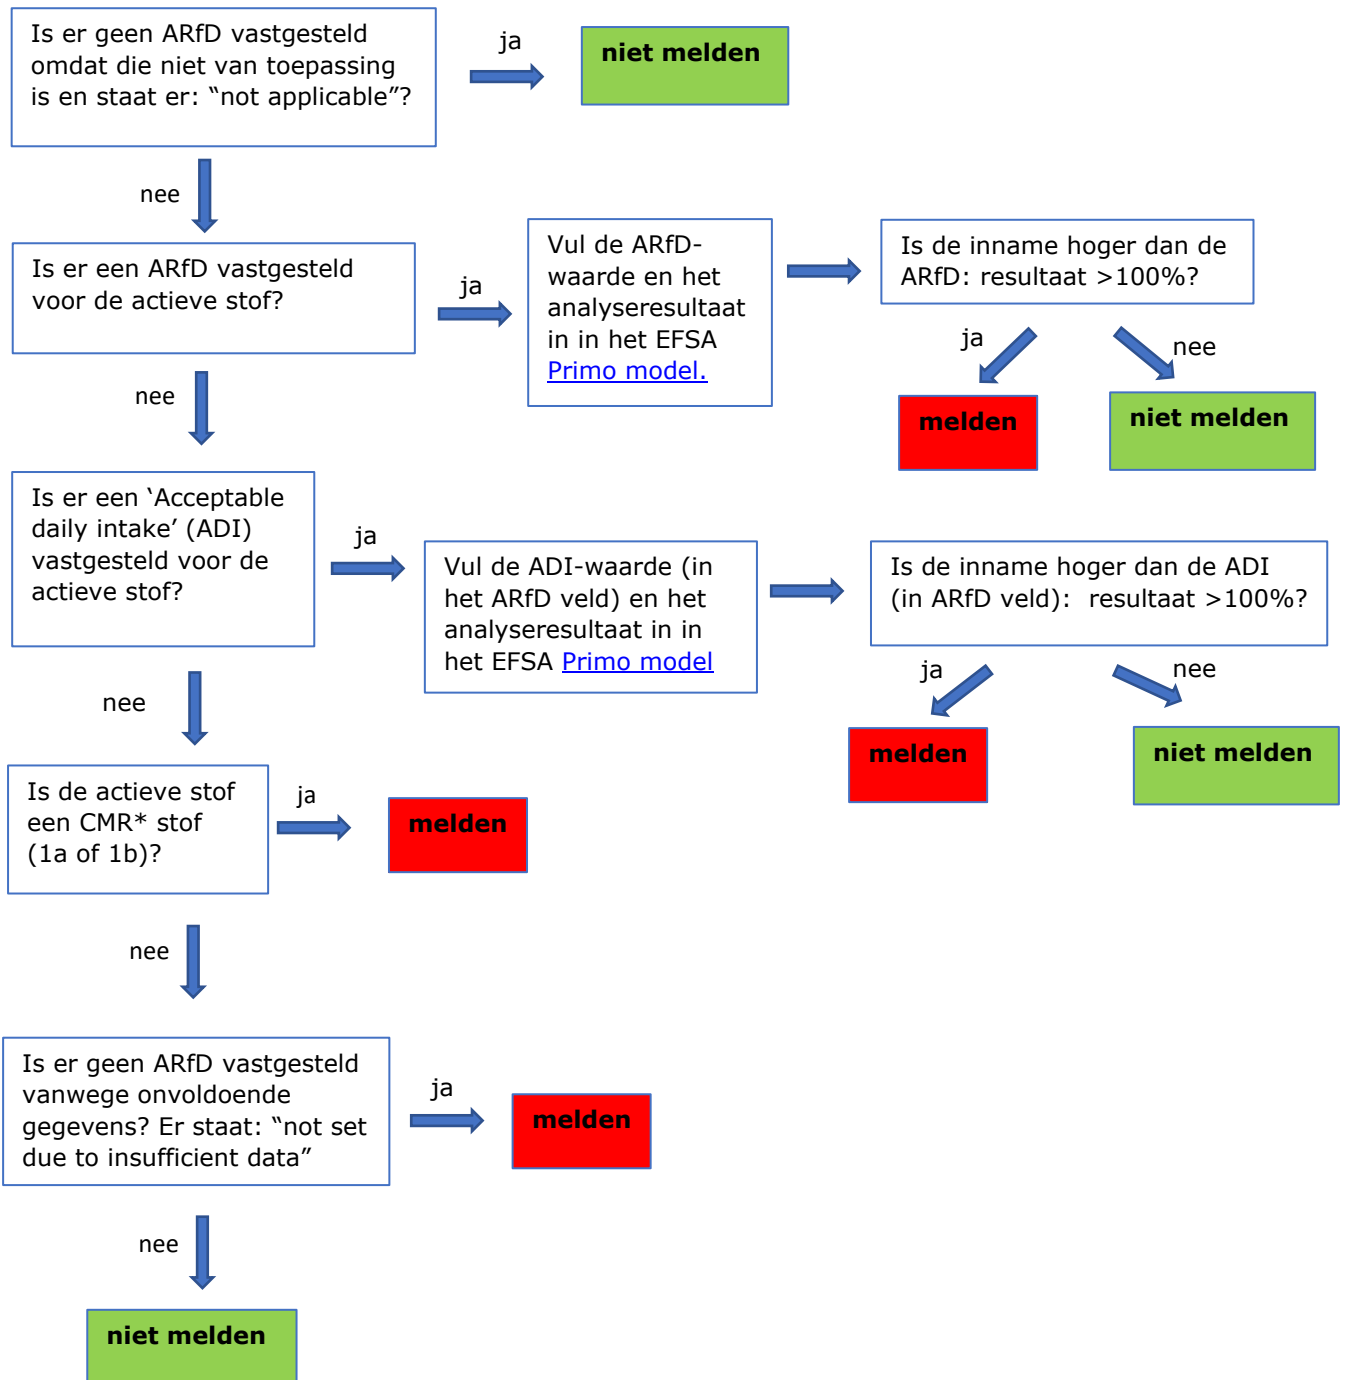 Is er geen ARfD vastgesteld
omdat die niet van toepassing
is en staat er: “not applicable”?
ja
niet melden
nee
Is er een ARfD vastgesteld
voor de actieve stof?
ja
Vul de ARfD-
waarde en het
analyseresultaat
in in het EFSA
Primo model.
Is de inname hoger dan de
ARfD: resultaat >100%?
ja
nee
melden
niet melden
nee
Is er een ‘Acceptable
daily intake’ (ADI)
vastgesteld voor de
actieve stof?
ja
Vul de ADI-waarde (in
het ARfD veld) en het
analyseresultaat in in
het EFSA Primo model
Is de inname hoger dan de ADI
(in ARfD veld): resultaat >100%?
ja
nee
melden
niet melden
nee
Is de actieve stof
een CMR* stof
(1a of 1b)?
ja
melden
nee
Is er geen ARfD vastgesteld
vanwege onvoldoende
gegevens? Er staat: “not set
due to insufficient data”
ja
melden
nee
niet melden